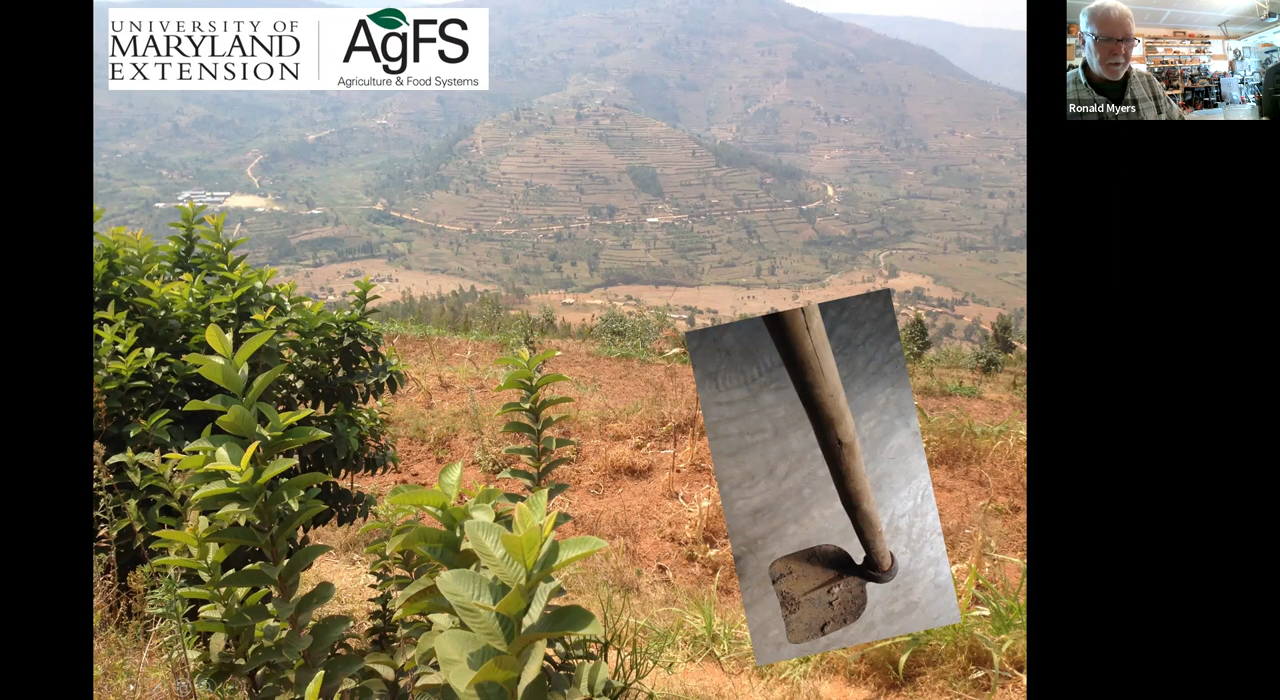 UNIVERSITY OF
MARYLAND
EXTENSION
AgFS
Agriculture & Food Systems
Ronald Myers